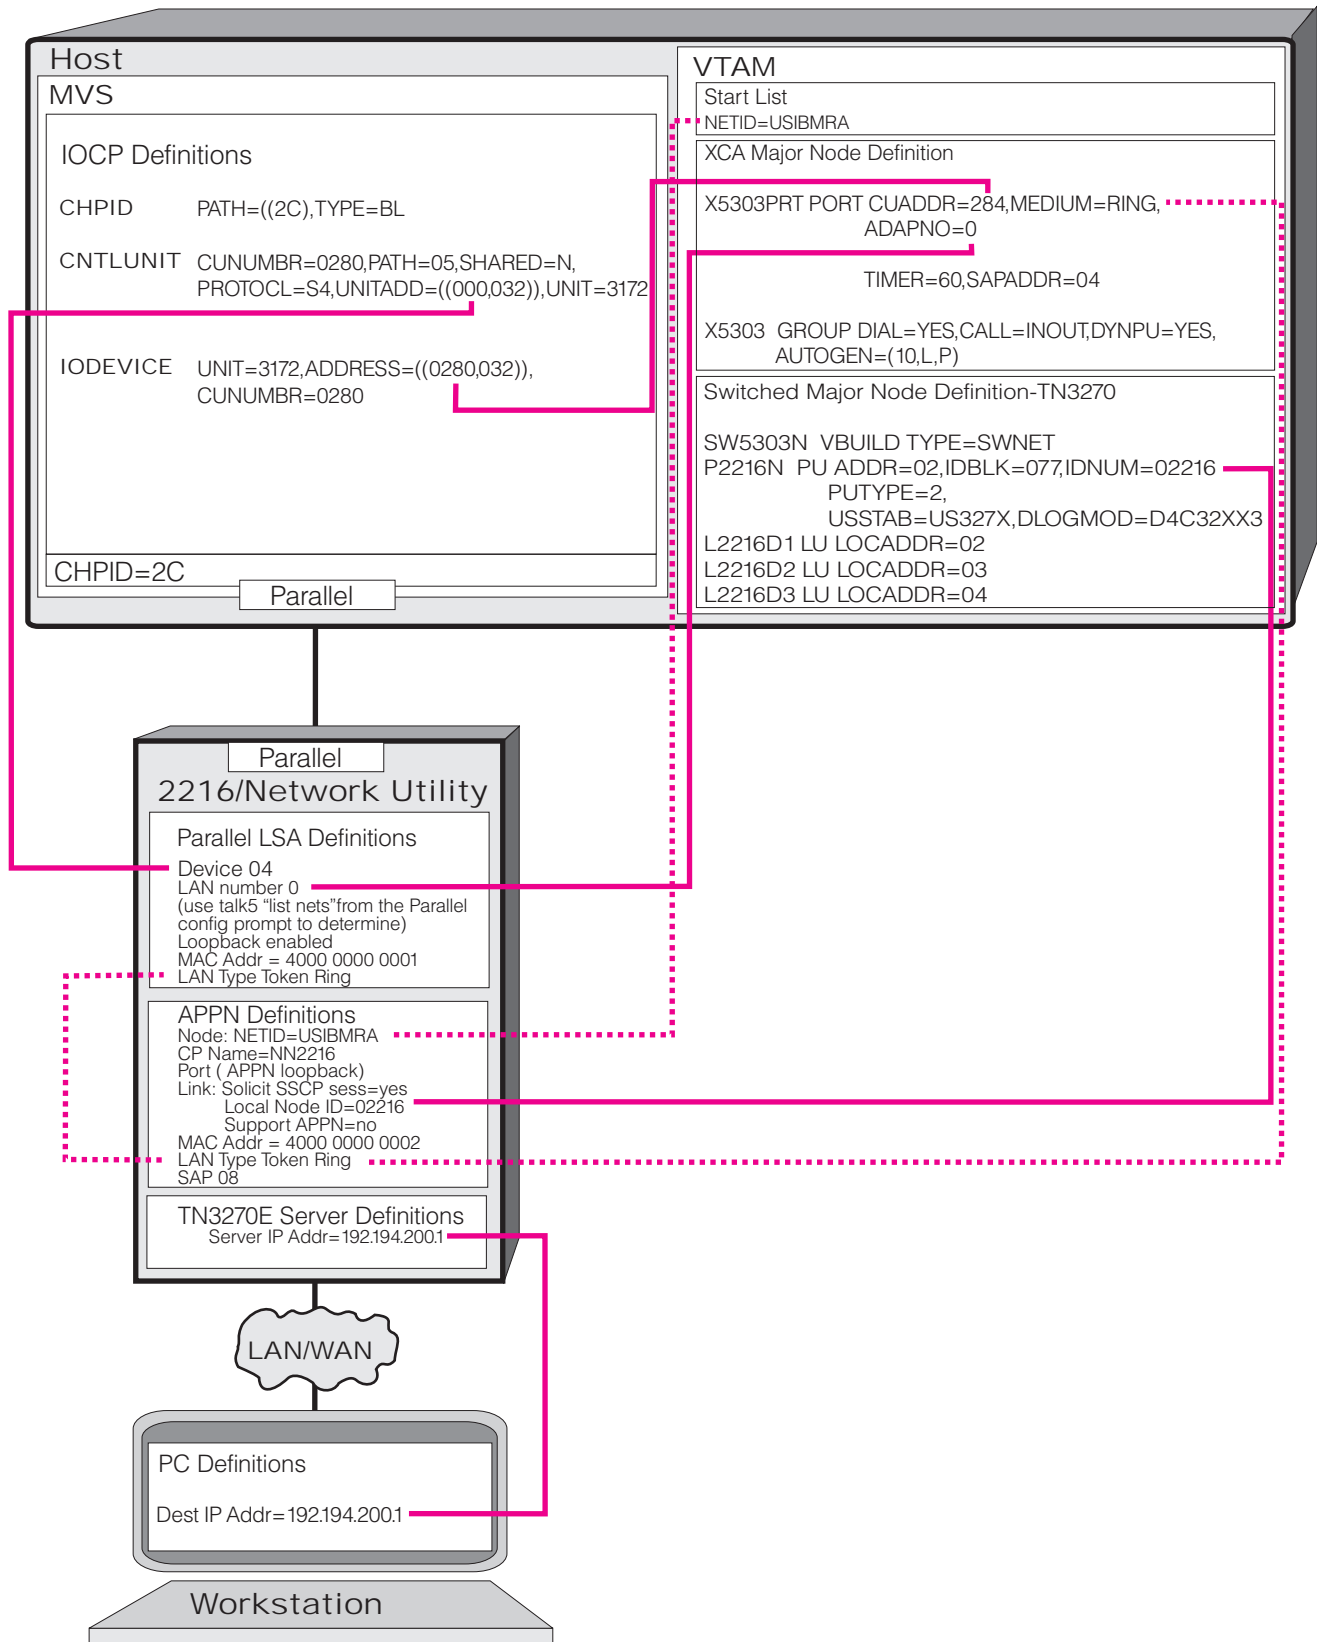 Host
MVS
IOCP Definitions
CHPID PATH=((2C),TYPE=BL
CNTLUNIT CUNUMBR=0280,PATH=05,SHARED=N,
PROTOCL=S4,UNITADD=((000,032)),UNIT=3172
IODEVICE UNIT=3172,ADDRESS=((0280,032)),
CUNUMBR=0280
CHPID=2C
Parallel
VTAM
Start List
NETID=USIBMRA
XCA Major Node Definition
X5303PRT PORT CUADDR=284,MEDIUM=RING,
ADAPNO=0
TIMER=60,SAPADDR=04
X5303 GROUP DIAL=YES,CALL=INOUT,DYNPU=YES,
AUTOGEN=(10,L,P)
Switched Major Node Definition-TN3270
SW5303N VBUILD TYPE=SWNET
P2216N PU ADDR=02,IDBLK=077,IDNUM=02216
PUTYPE=2,
USSTAB=US327X,DLOGMOD=D4C32XX3
L2216D1 LU LOCADDR=02
L2216D2 LU LOCADDR=03
L2216D3 LU LOCADDR=04
Parallel
2216/Network Utility
Parallel LSA Definitions
Device 04
LAN number 0
(use talk5 “list nets”from the Parallel
config prompt to determine)
Loopback enabled
MAC Addr = 4000 0000 0001
LAN Type Token Ring
APPN Definitions
Node: NETID=USIBMRA
CP Name=NN2216
Port ( APPN loopback)
Link: Solicit SSCP sess=yes
Local Node ID=02216
Support APPN=no
MAC Addr = 4000 0000 0002
LAN Type Token Ring
SAP 08
TN3270E Server Definitions
Server IP Addr=192.194.200.1
LAN/WAN
PC Definitions
Dest IP Addr=192.194.200.1
Workstation